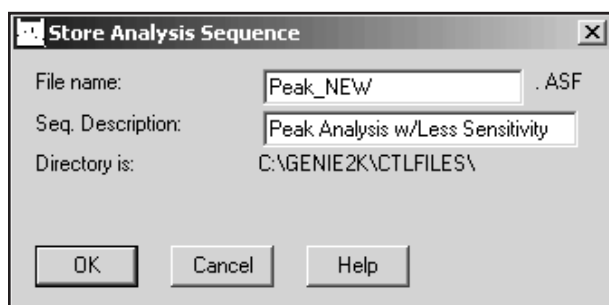 Store Analysis Sequence
File name: Peak_NEW . ASF
Seq. Description: Peak Analysis w/Less Sensitivity
Directory is: C:\GENIE2K\CTLFILES\
OK Cancel Help